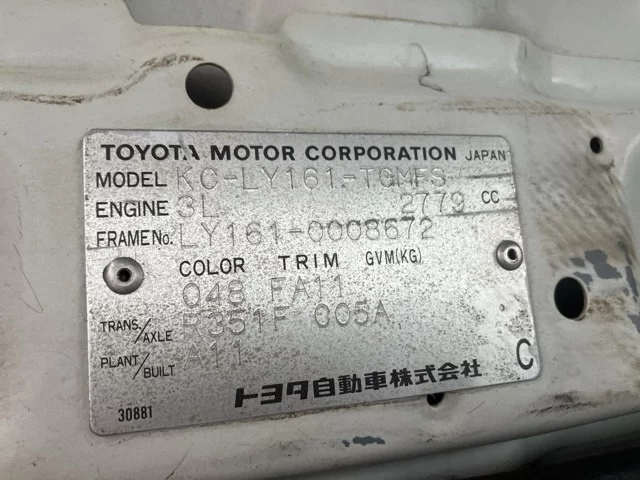 TOYOTA MOTOR CORPORATION JAPAN
MODEL KC-LY161-TGMFS
ENGINE 3L 2779 CC
FRAME No. LY161-0008672
COLOR TRIM GVM(KG)
048 FA11
TRANS./AXLE R351F 005A
PLANT/BUILT A11
C
トヨタ自動車株式会社
30881